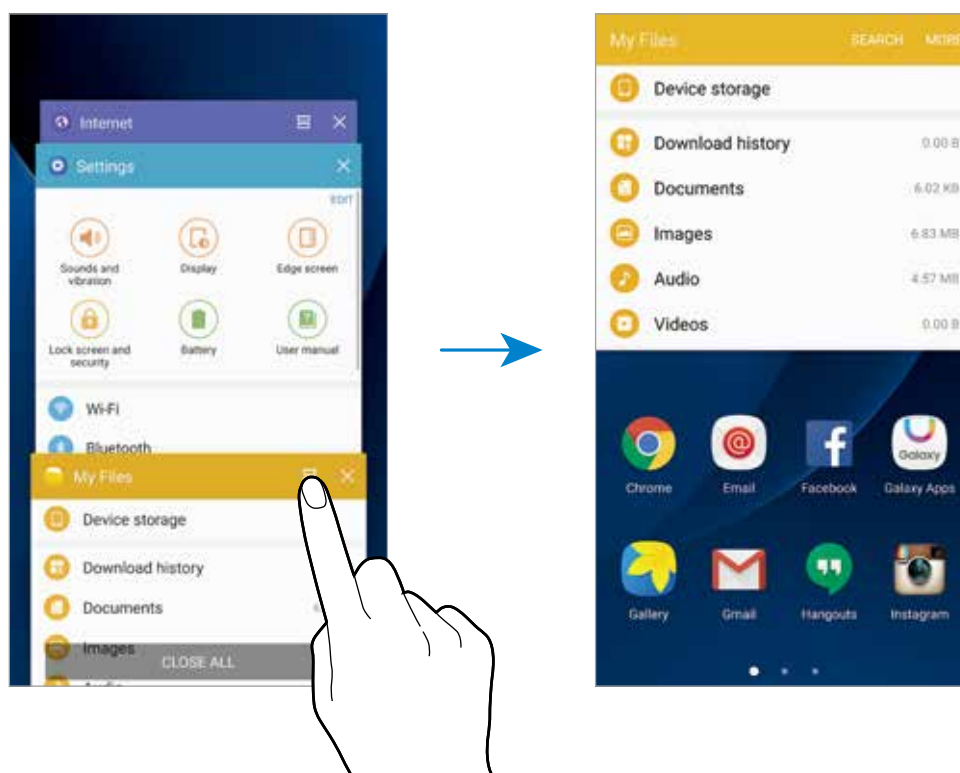 Internet
Settings
EDIT
Sounds and
vibration
Display
Edge screen
Lock screen and
security
Battery
User manual
Wi-Fi
Bluetooth
My Files
Device storage
Download history
Documents
Images
CLOSE ALL
Audio
My Files
SEARCH MORE
Device storage
Download history 0.00 B
Documents 6.02 KB
Images 6.83 MB
Audio 4.57 MB
Videos 0.00 B
Galaxy
Chrome Email Facebook Galaxy Apps
Gallery Gmail Hangouts Instagram